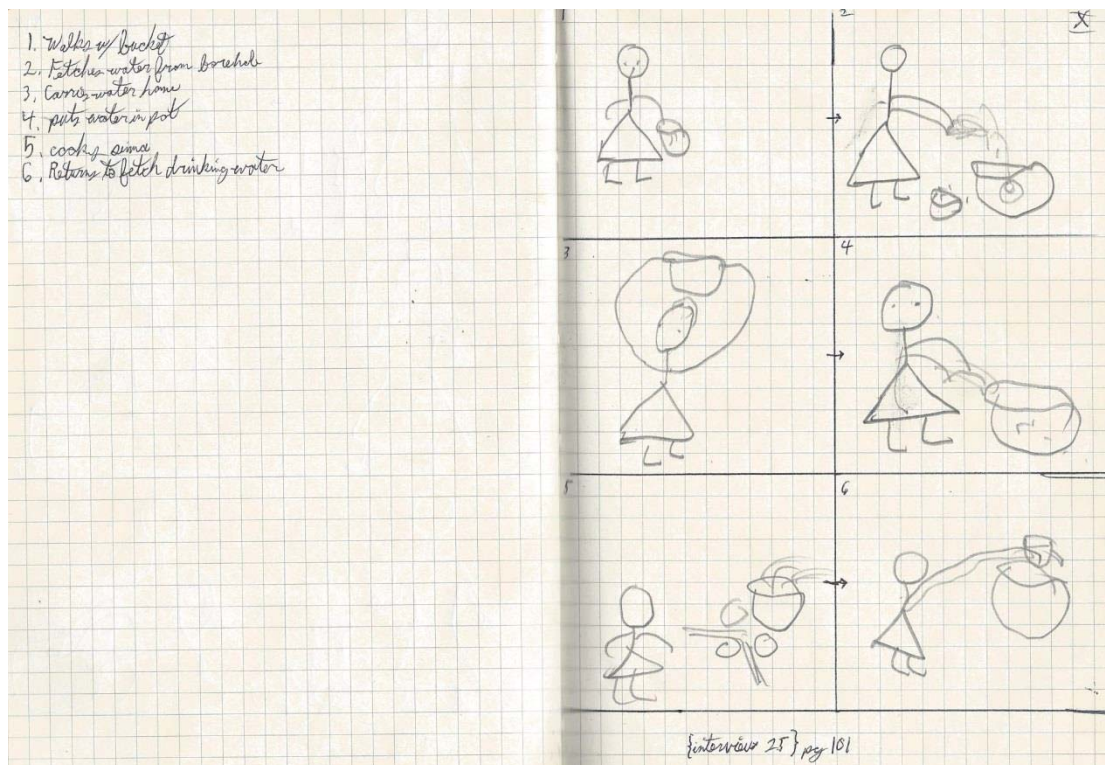 1. Walks w/ bucket
2. Fetches water from borehole
3. Carries water home
4. puts water in pot
5. cooks sima
6. Returns to fetch drinking water
1
2
X
3
4
5
6
{interview 25} pg 101